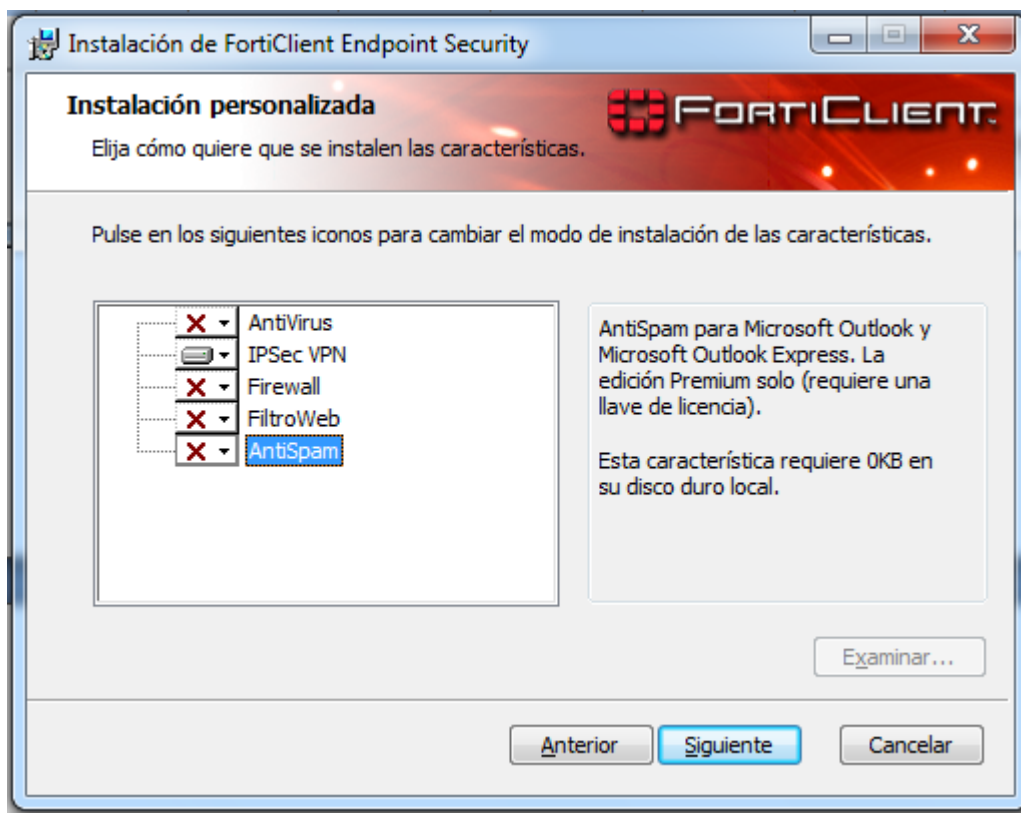 Instalación de FortiClient Endpoint Security
Instalación personalizada
FORTICLIENT™
Elija cómo quiere que se instalen las características.
Pulse en los siguientes iconos para cambiar el modo de instalación de las características.
AntiVirus
IPSec VPN
Firewall
FiltroWeb
AntiSpam
AntiSpam para Microsoft Outlook y
Microsoft Outlook Express. La
edición Premium solo (requiere una
llave de licencia).
Esta característica requiere 0KB en
su disco duro local.
Examinar...
Anterior
Siguiente
Cancelar